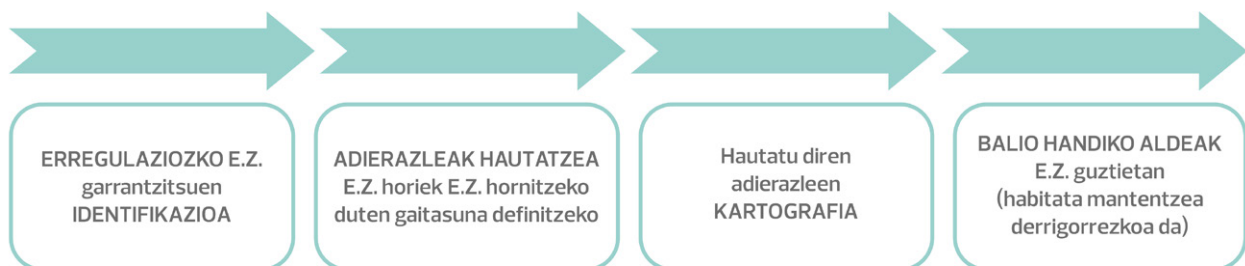 ERREGULAZIOZKO E.Z.
garrantzitsuen
IDENTIFIKAZIOA
ADIERAZLEAK HAUTATZEA
E.Z. horiek E.Z. hornitzeko
duten gaitasuna definitzeko
Hautatu diren
adierazleen
KARTOGRAFIA
BALIO HANDIKO ALDEAK
E.Z. guztietan
(habitata mantentzea
derrigorrezkoa da)